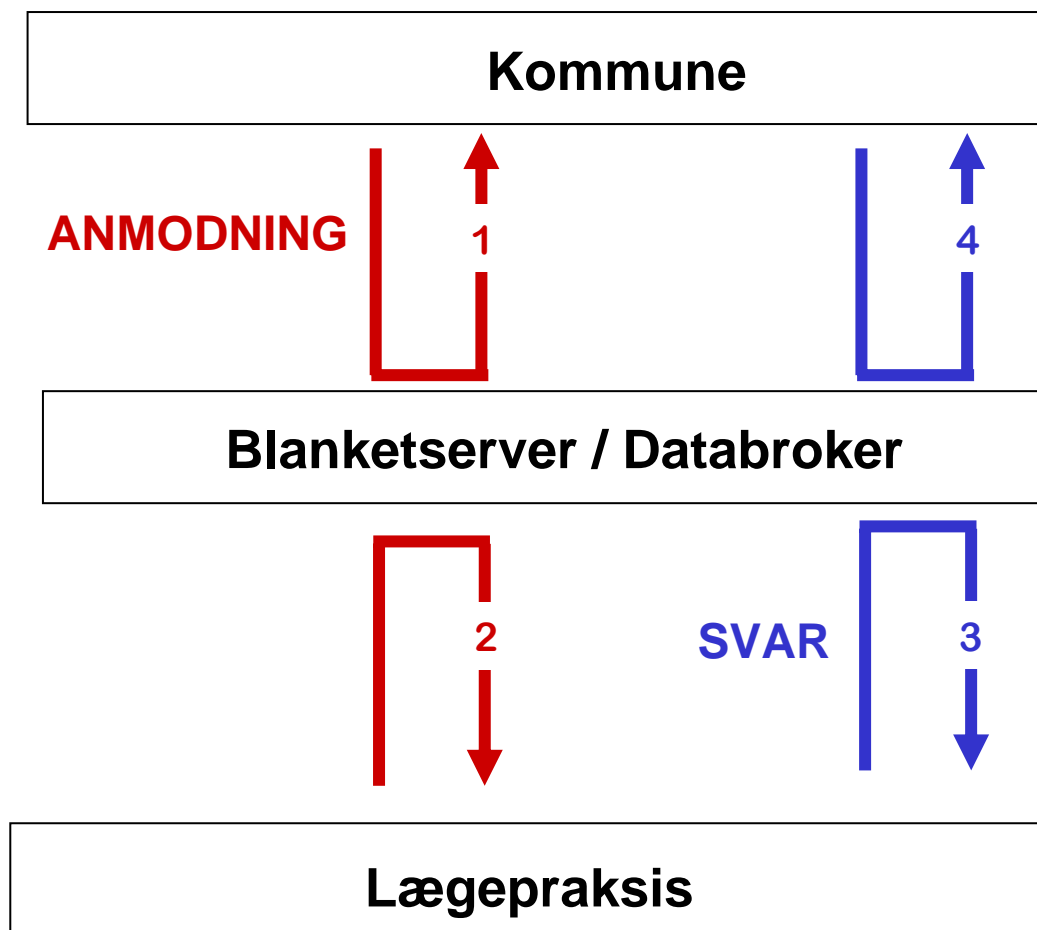 Kommune
ANMODNING
1
4
Blanketserver / Databroker
2
SVAR
3
Lægepraksis